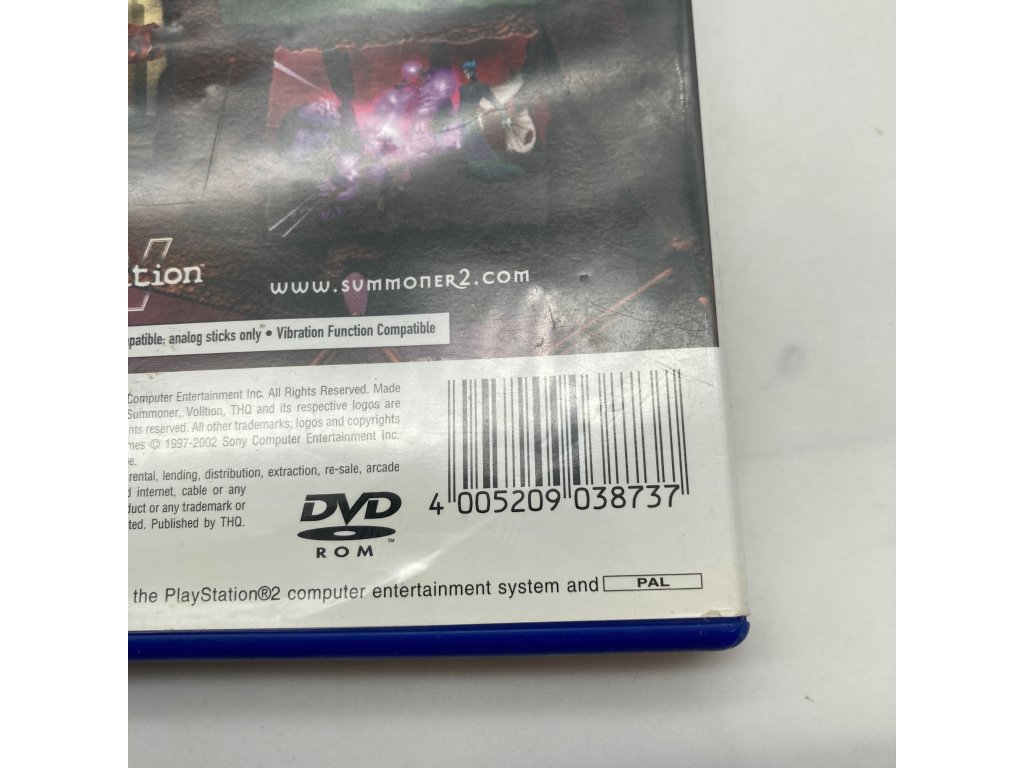 ition™
www.summoner2.com
patible: analog sticks only • Vibration Function Compatible
Computer Entertainment Inc. All Rights Reserved. Made
Summoner, Volition, THQ and its respective logos are
hts reserved. All other trademarks, logos and copyrights
mes © 1997-2002 Sony Computer Entertainment Inc.
e.
rental, lending, distribution, extraction, re-sale, arcade
d internet, cable or any
duct or any trademark or
ted. Published by THQ.
DVD
ROM™
4 005209 038737
the PlayStation®2 computer entertainment system and PAL